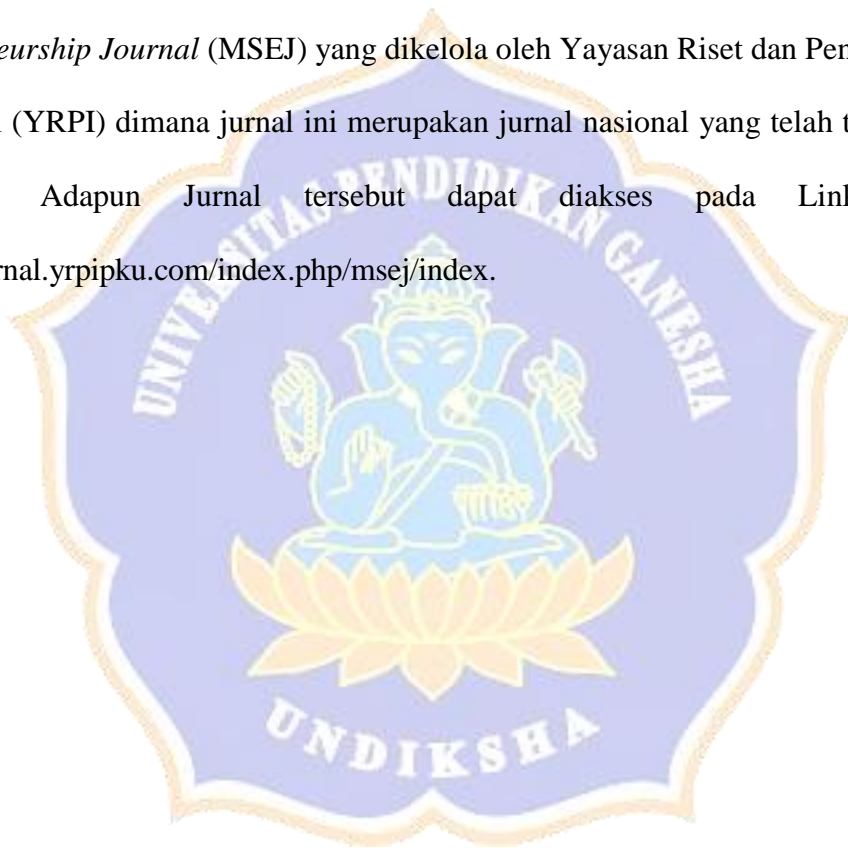 eurship Journal (MSEJ) yang dikelola oleh Yayasan Riset dan Pen
(YRPI) dimana jurnal ini merupakan jurnal nasional yang telah t
Adapun Jurnal tersebut dapat diakses pada Link
rnal.yrpipku.com/index.php/msej/index.
UNIVERSITAS PENDIDIKAN GANESHA
UNDIKSHA